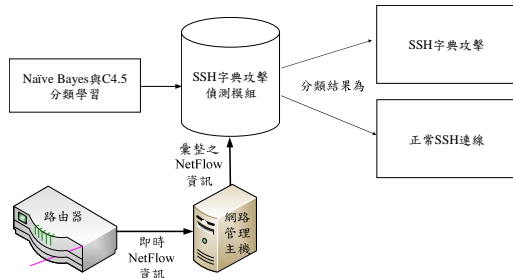 Naïve Bayes與C4.5
分類學習
SSH字典攻擊
偵測模組
分類結果為
SSH字典攻擊
正常SSH連線
彙整之
NetFlow
資訊
路由器
即時
NetFlow
資訊
網路
管理
主機